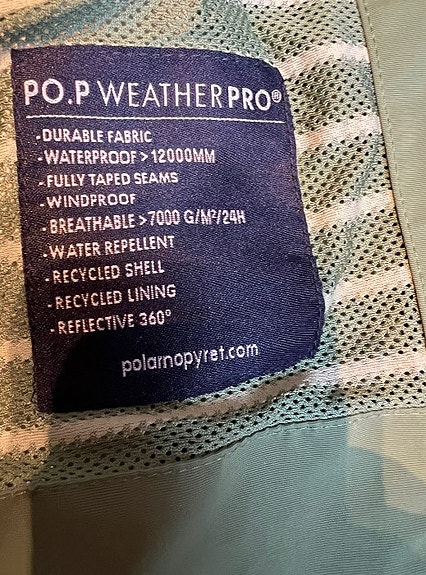 PO.P WEATHERPRO®
-DURABLE FABRIC
-WATERPROOF > 12000MM
-FULLY TAPED SEAMS
-WINDPROOF
-BREATHABLE >7000 G/M²/24H
-WATER REPELLENT
-RECYCLED SHELL
-RECYCLED LINING
-REFLECTIVE 360°
polarnopyret.com